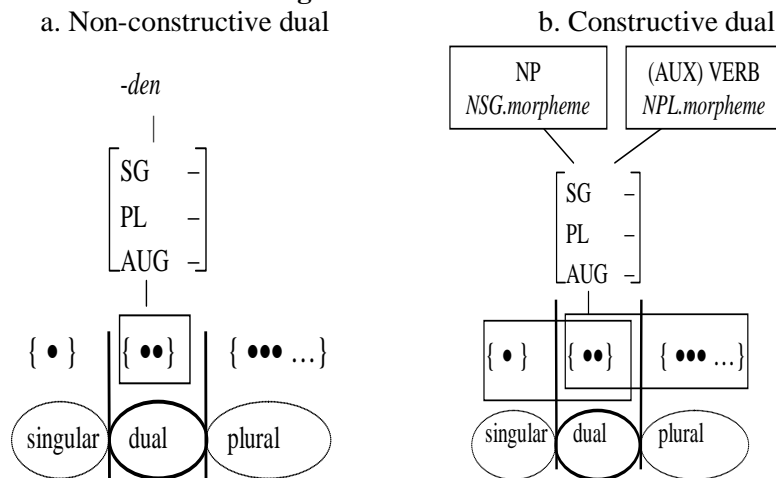 a. Non-constructive dual
-den
SG –
PL –
AUG –
{ • } { •• } { ••• … }
singular dual plural
b. Constructive dual
NP
NSG.morpheme
(AUX) VERB
NPL.morpheme
SG –
PL –
AUG –
{ • } { •• } { ••• … }
singular dual plural